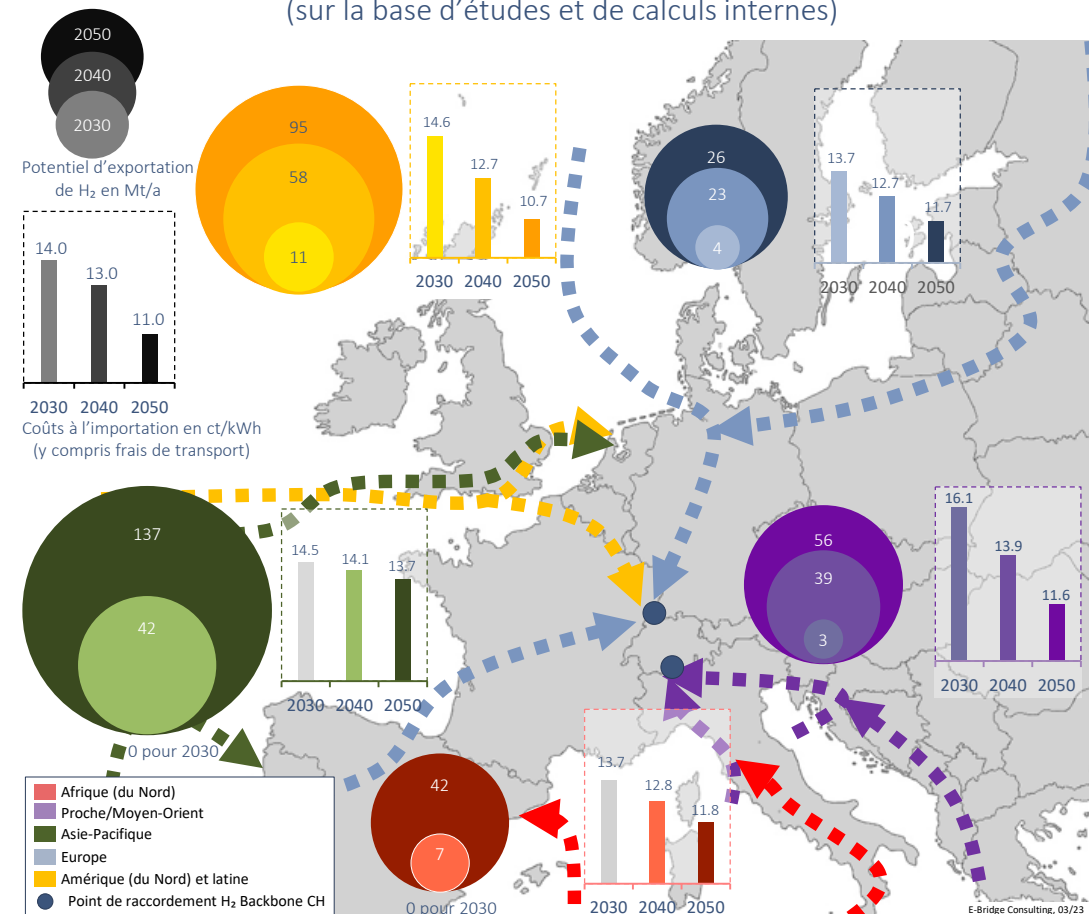 (sur la base d’études et de calculs internes)
2050
2040
2030
Potentiel d’exportation
de H₂ en Mt/a
14.0
13.0
11.0
2030 2040 2050
Coûts à l’importation en ct/kWh
(y compris frais de transport)
95
58
11
14.6
12.7
10.7
2030 2040 2050
26
23
4
13.7
12.7
11.7
2030 2040 2050
137
42
0 pour 2030
14.5
14.1
13.7
2030 2040 2050
56
39
3
16.1
13.9
11.6
2030 2040 2050
42
7
0 pour 2030
13.7
12.8
11.8
2030 2040 2050
Afrique (du Nord)
Proche/Moyen-Orient
Asie-Pacifique
Europe
Amérique (du Nord) et latine
Point de raccordement H₂ Backbone CH
E-Bridge Consulting, 03/23